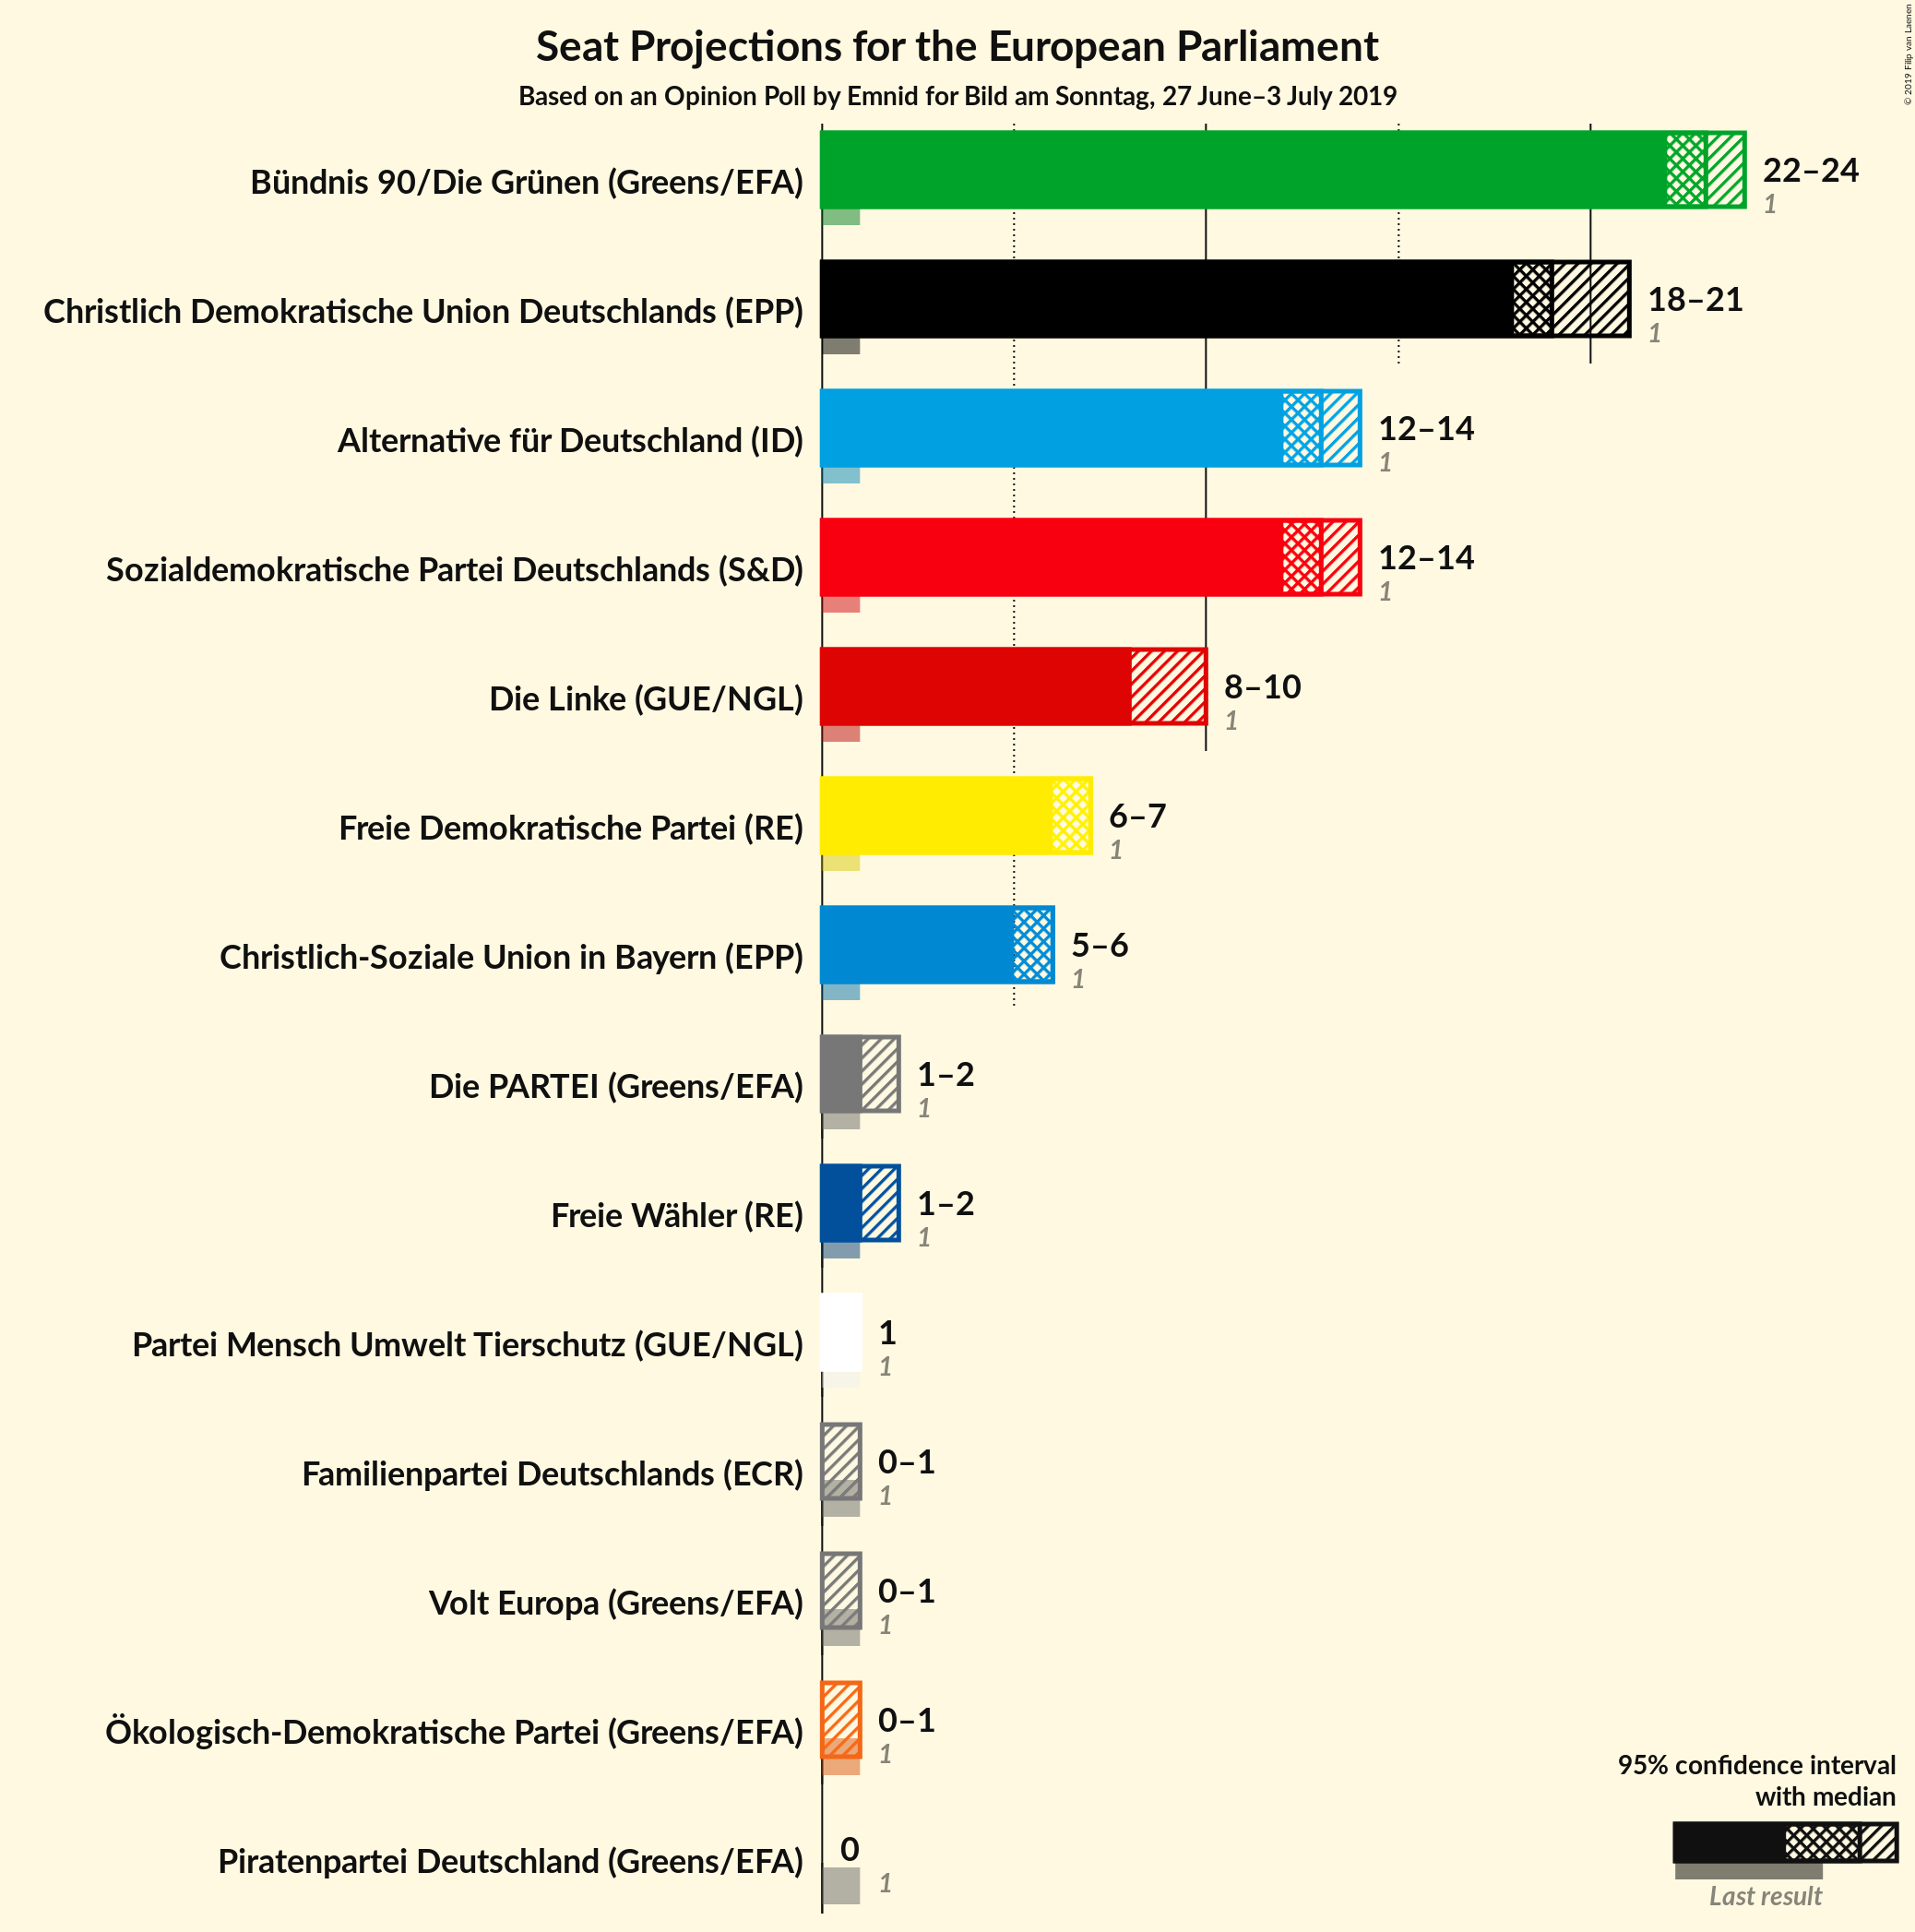 Seat Projections for the European Parliament
Based on an Opinion Poll by Emnid for Bild am Sonntag, 27 June–3 July 2019
© 2019 Filip van Laenen
Bündnis 90/Die Grünen (Greens/EFA)
22–24
1
Christlich Demokratische Union Deutschlands (EPP)
18–21
1
Alternative für Deutschland (ID)
12–14
1
Sozialdemokratische Partei Deutschlands (S&D)
12–14
1
Die Linke (GUE/NGL)
8–10
1
Freie Demokratische Partei (RE)
6–7
1
Christlich-Soziale Union in Bayern (EPP)
5–6
1
Die PARTEI (Greens/EFA)
1–2
1
Freie Wähler (RE)
1–2
1
Partei Mensch Umwelt Tierschutz (GUE/NGL)
1
1
Familienpartei Deutschlands (ECR)
0–1
1
Volt Europa (Greens/EFA)
0–1
1
Ökologisch-Demokratische Partei (Greens/EFA)
0–1
1
Piratenpartei Deutschland (Greens/EFA)
0
1
95% confidence interval
with median
Last result